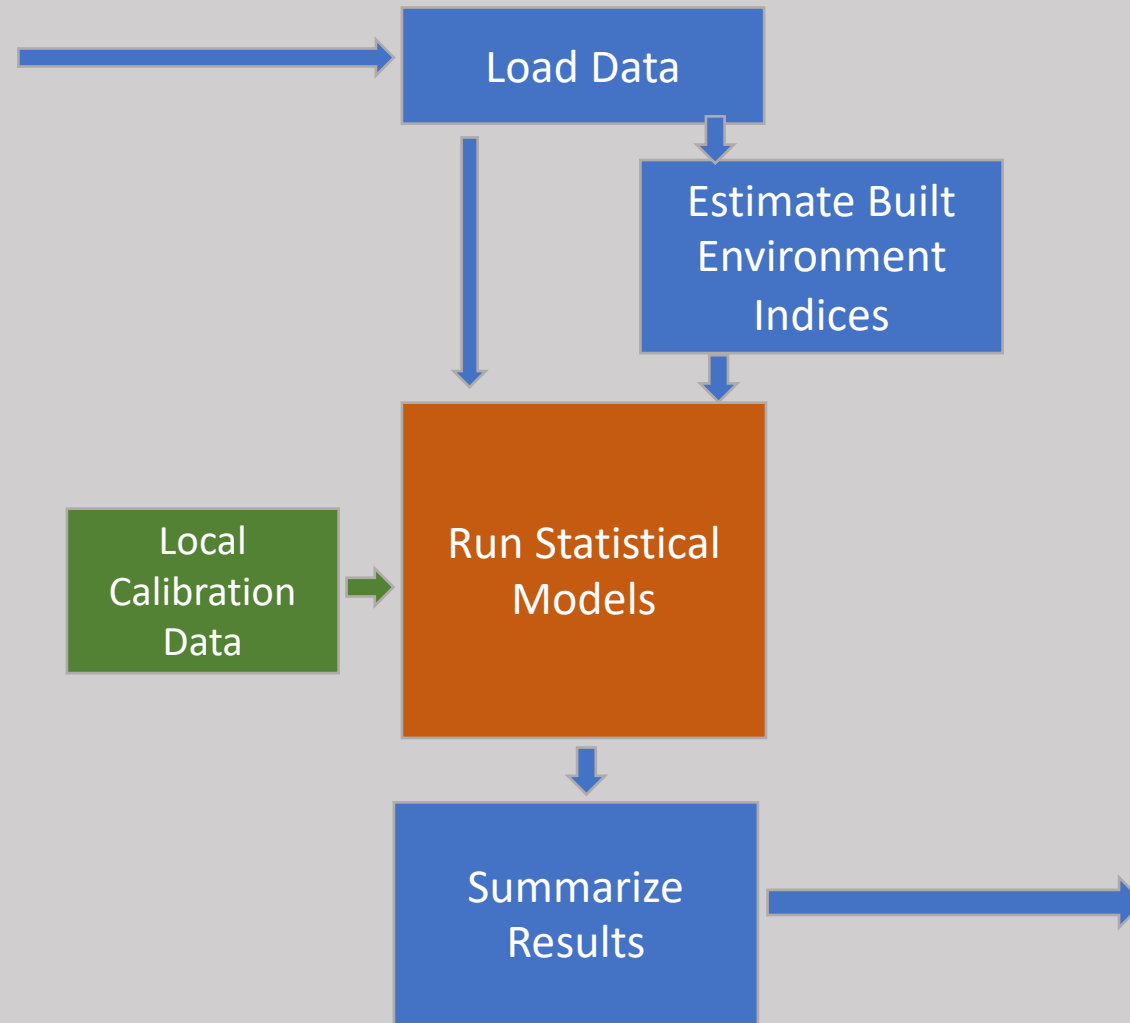 Load Data
Estimate Built
Environment
Indices
Local
Calibration
Data
Run Statistical
Models
Summarize
Results